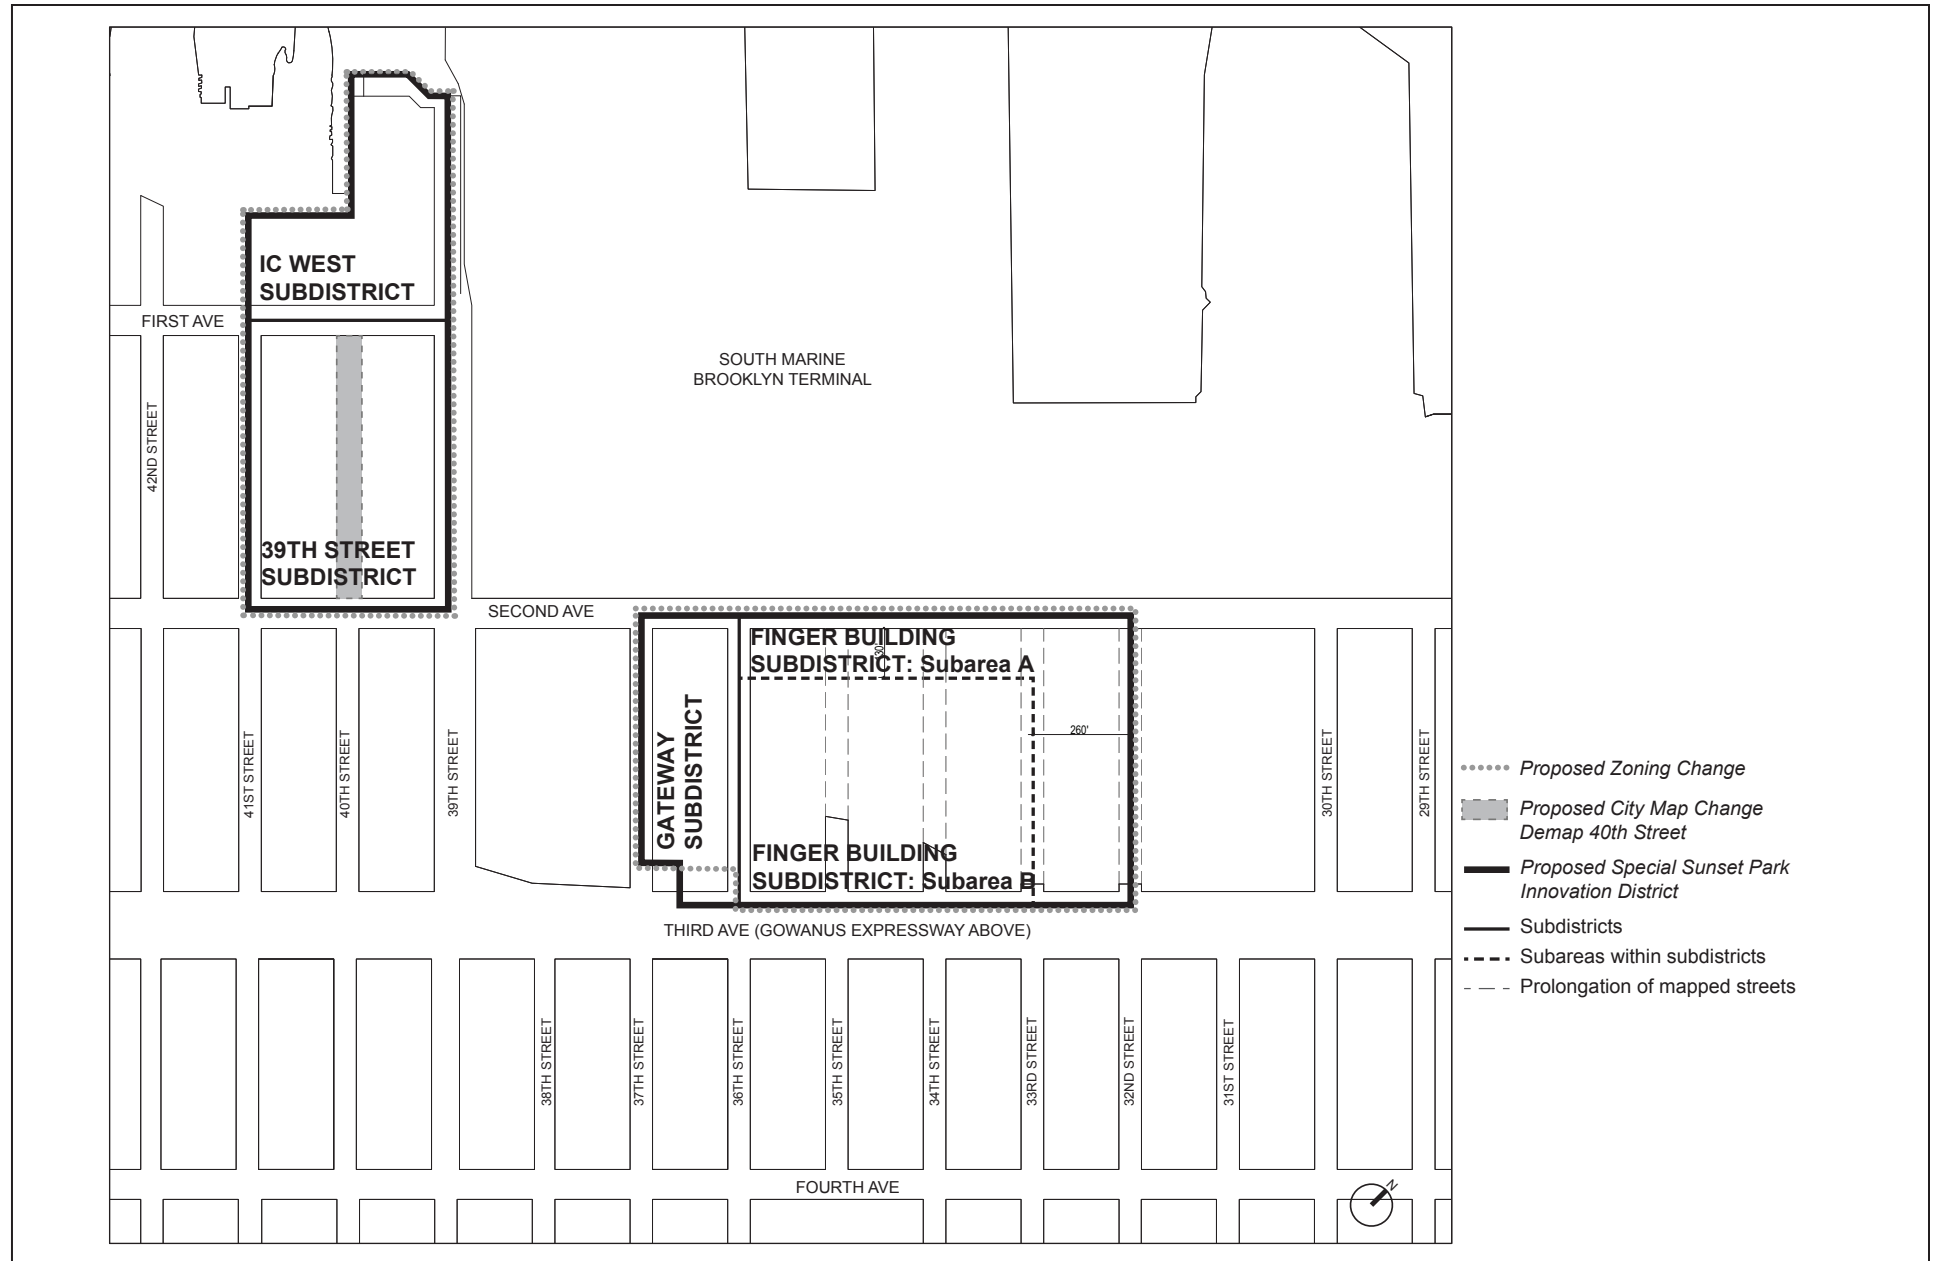 IC WEST
SUBDISTRICT
FIRST AVE
SOUTH MARINE
BROOKLYN TERMINAL
42ND STREET
39TH STREET
SUBDISTRICT
SECOND AVE
FINGER BUILDING
SUBDISTRICT: Subarea A
130'
GATEWAY
SUBDISTRICT
260'
41ST STREET
40TH STREET
39TH STREET
30TH STREET
29TH STREET
FINGER BUILDING
SUBDISTRICT: Subarea B
THIRD AVE (GOWANUS EXPRESSWAY ABOVE)
38TH STREET
37TH STREET
36TH STREET
35TH STREET
34TH STREET
33RD STREET
32ND STREET
31ST STREET
FOURTH AVE
N
Proposed Zoning Change
Proposed City Map Change
Demap 40th Street
Proposed Special Sunset Park
Innovation District
Subdistricts
Subareas within subdistricts
Prolongation of mapped streets